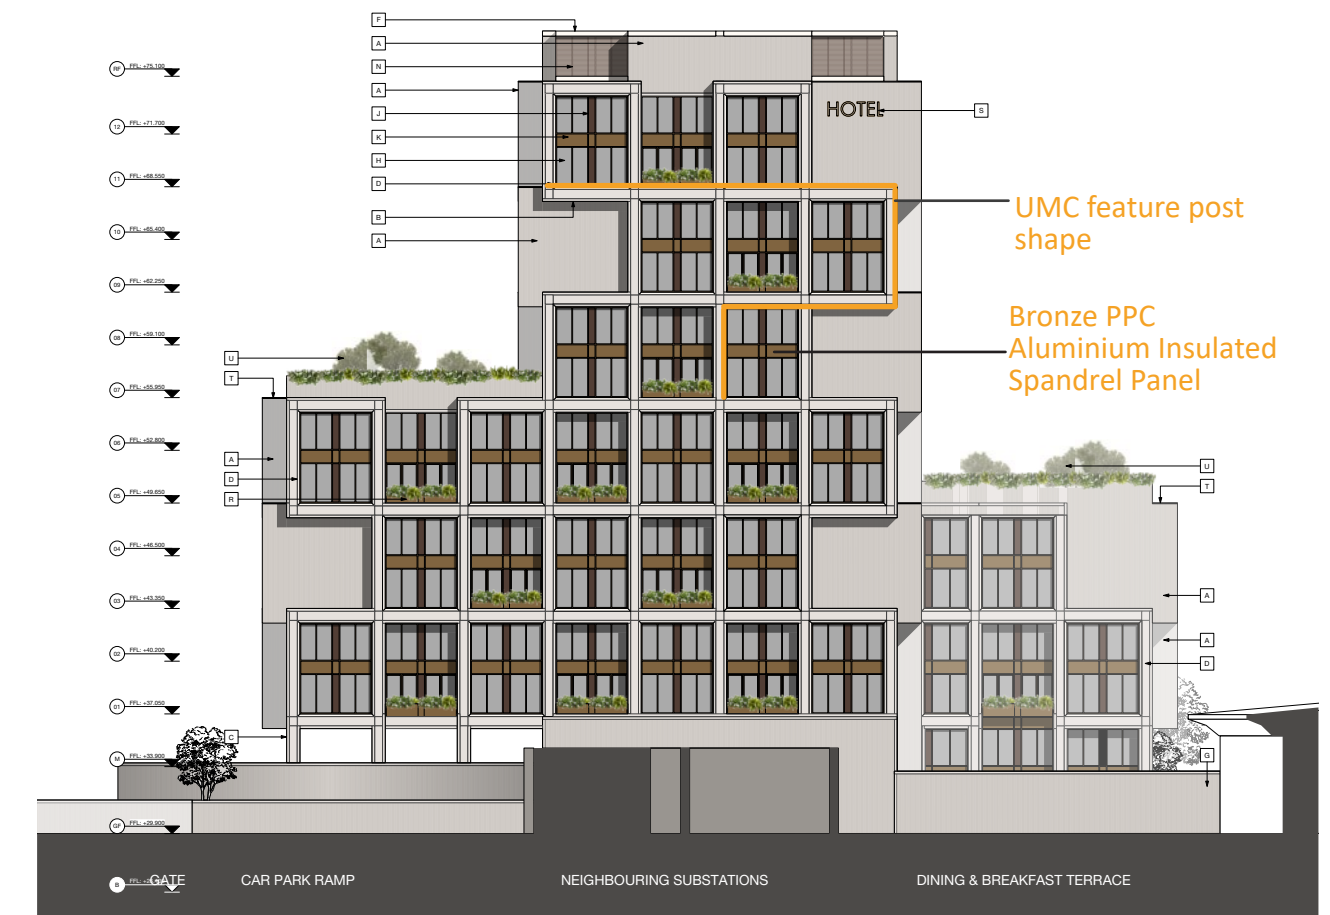 F
A
N
RF FFL: +75.100
A
HOTEL
J
S
12 FFL: +71.700
K
H
11 FFL: +68.550
D
UMC feature post
shape
B
10 FFL: +65.400
A
09 FFL: +62.250
Bronze PPC
Aluminium Insulated
Spandrel Panel
08 FFL: +59.100
U
T
07 FFL: +55.950
06 FFL: +52.800
A
U
D
T
05 FFL: +49.650
R
04 FFL: +46.500
03 FFL: +43.350
A
A
02 FFL: +40.200
D
01 FFL: +37.050
C
M FFL: +33.900
G
GF FFL: +29.900
B
GATE
CAR PARK RAMP
NEIGHBOURING SUBSTATIONS
DINING & BREAKFAST TERRACE